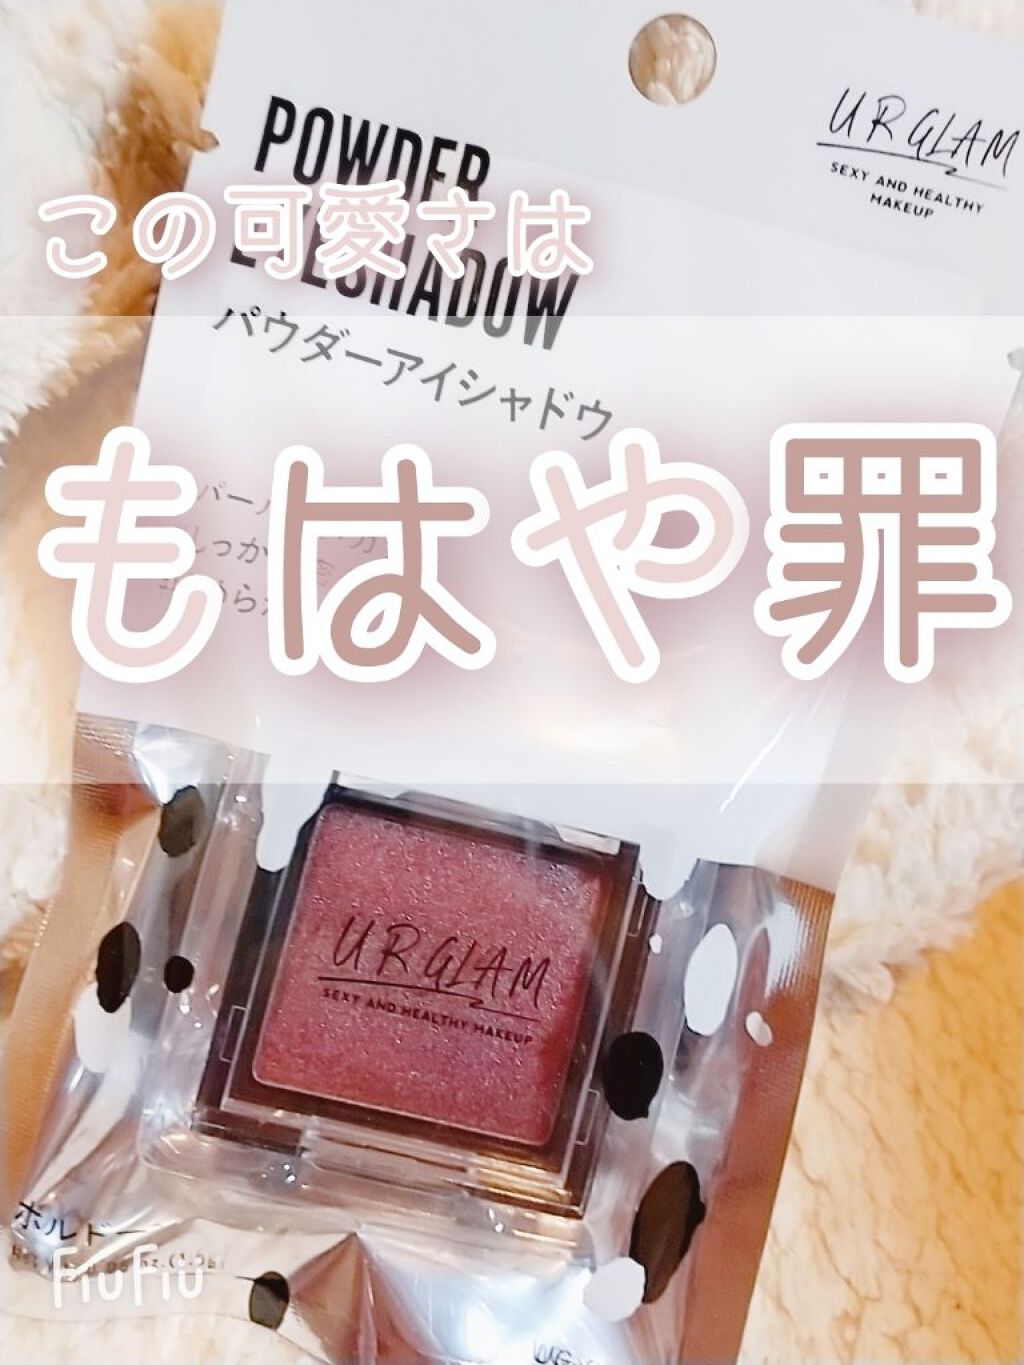 POWDER
EYESHADOW
パウダーアイシャドウ
UR GLAM
SEXY AND HEALTHY
MAKEUP
この可愛さは
もはや罪
UR GLAM
SEXY AND HEALTHY MAKEUP
ボルドー
FiUFiU